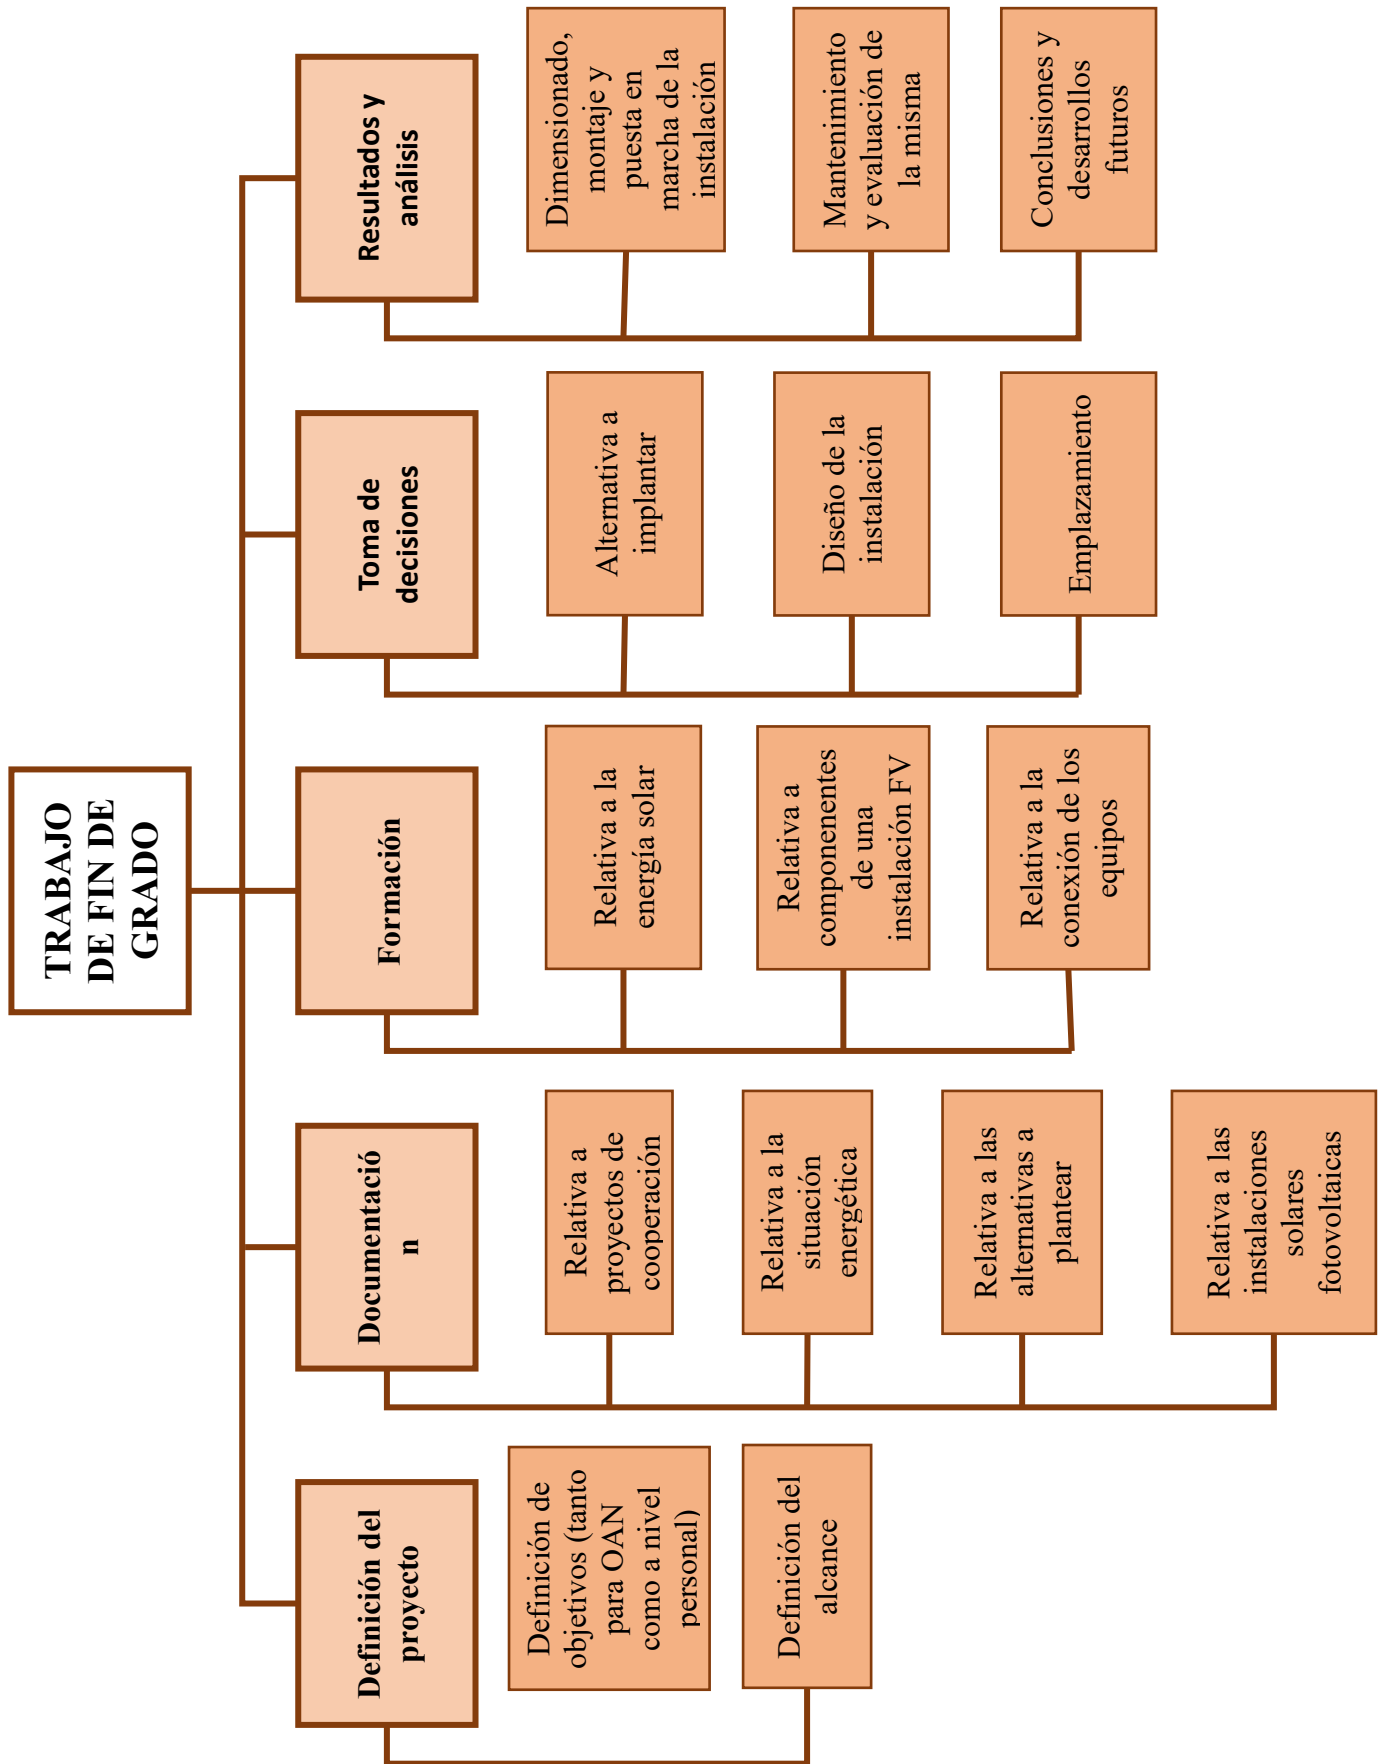 TRABAJO
DE FIN DE
GRADO
Definición del
proyecto
Definición de
objetivos (tanto
para OAN
como a nivel
personal)
Definición del
alcance
Documentació
n
Relativa a
proyectos de
cooperación
Relativa a la
situación
energética
Relativa a las
alternativas a
plantear
Relativa a las
instalaciones
solares
fotovoltaicas
Formación
Relativa a la
energía solar
Relativa a
componenentes
de una
instalación FV
Relativa a la
conexión de los
equipos
Toma de
decisiones
Alternativa a
implantar
Diseño de la
instalación
Emplazamiento
Resultados y
análisis
Dimensionado,
montaje y
puesta en
marcha de la
instalación
Mantenimiento
y evaluación de
la misma
Conclusiones y
desarrollos
futuros